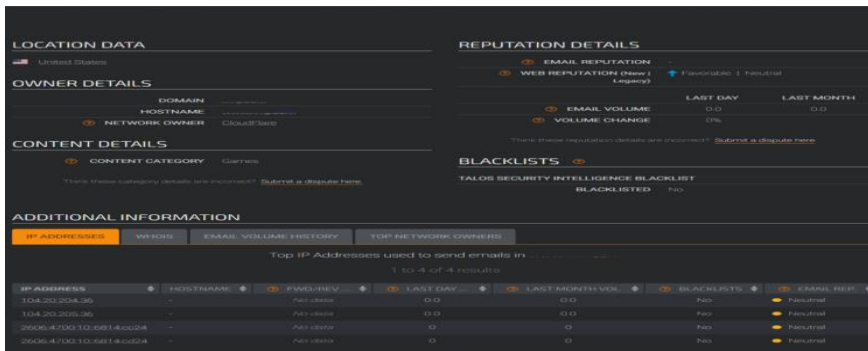 LOCATION DATA
United States
OWNER DETAILS
DOMAIN
HOSTNAME
NETWORK OWNER CloudFlare
CONTENT DETAILS
CONTENT CATEGORY Games
Think these category details are incorrect? Submit a dispute here.
REPUTATION DETAILS
EMAIL REPUTATION -
WEB REPUTATION (New | Legacy) Favorable | Neutral
LAST DAY LAST MONTH
EMAIL VOLUME 0.0 0.0
VOLUME CHANGE 0%
Think these reputation details are incorrect? Submit a dispute here
BLACKLISTS
TALOS SECURITY INTELLIGENCE BLACKLIST
BLACKLISTED No
ADDITIONAL INFORMATION
IP ADDRESSES WHOIS EMAIL VOLUME HISTORY TOP NETWORK OWNERS
Top IP Addresses used to send emails in
1 to 4 of 4 results
IP ADDRESS HOSTNAME FWD/REV ... LAST DAY ... LAST MONTH VOL... BLACKLISTS EMAIL REP...
104.20.204.36 - No data 0.0 0.0 No Neutral
104.20.205.36 - No data 0.0 0.0 No Neutral
2606:4700:10::6814:cc24 - No data 0 0 No Neutral
2606:4700:10::6814:cd24 - No data 0 0 No Neutral